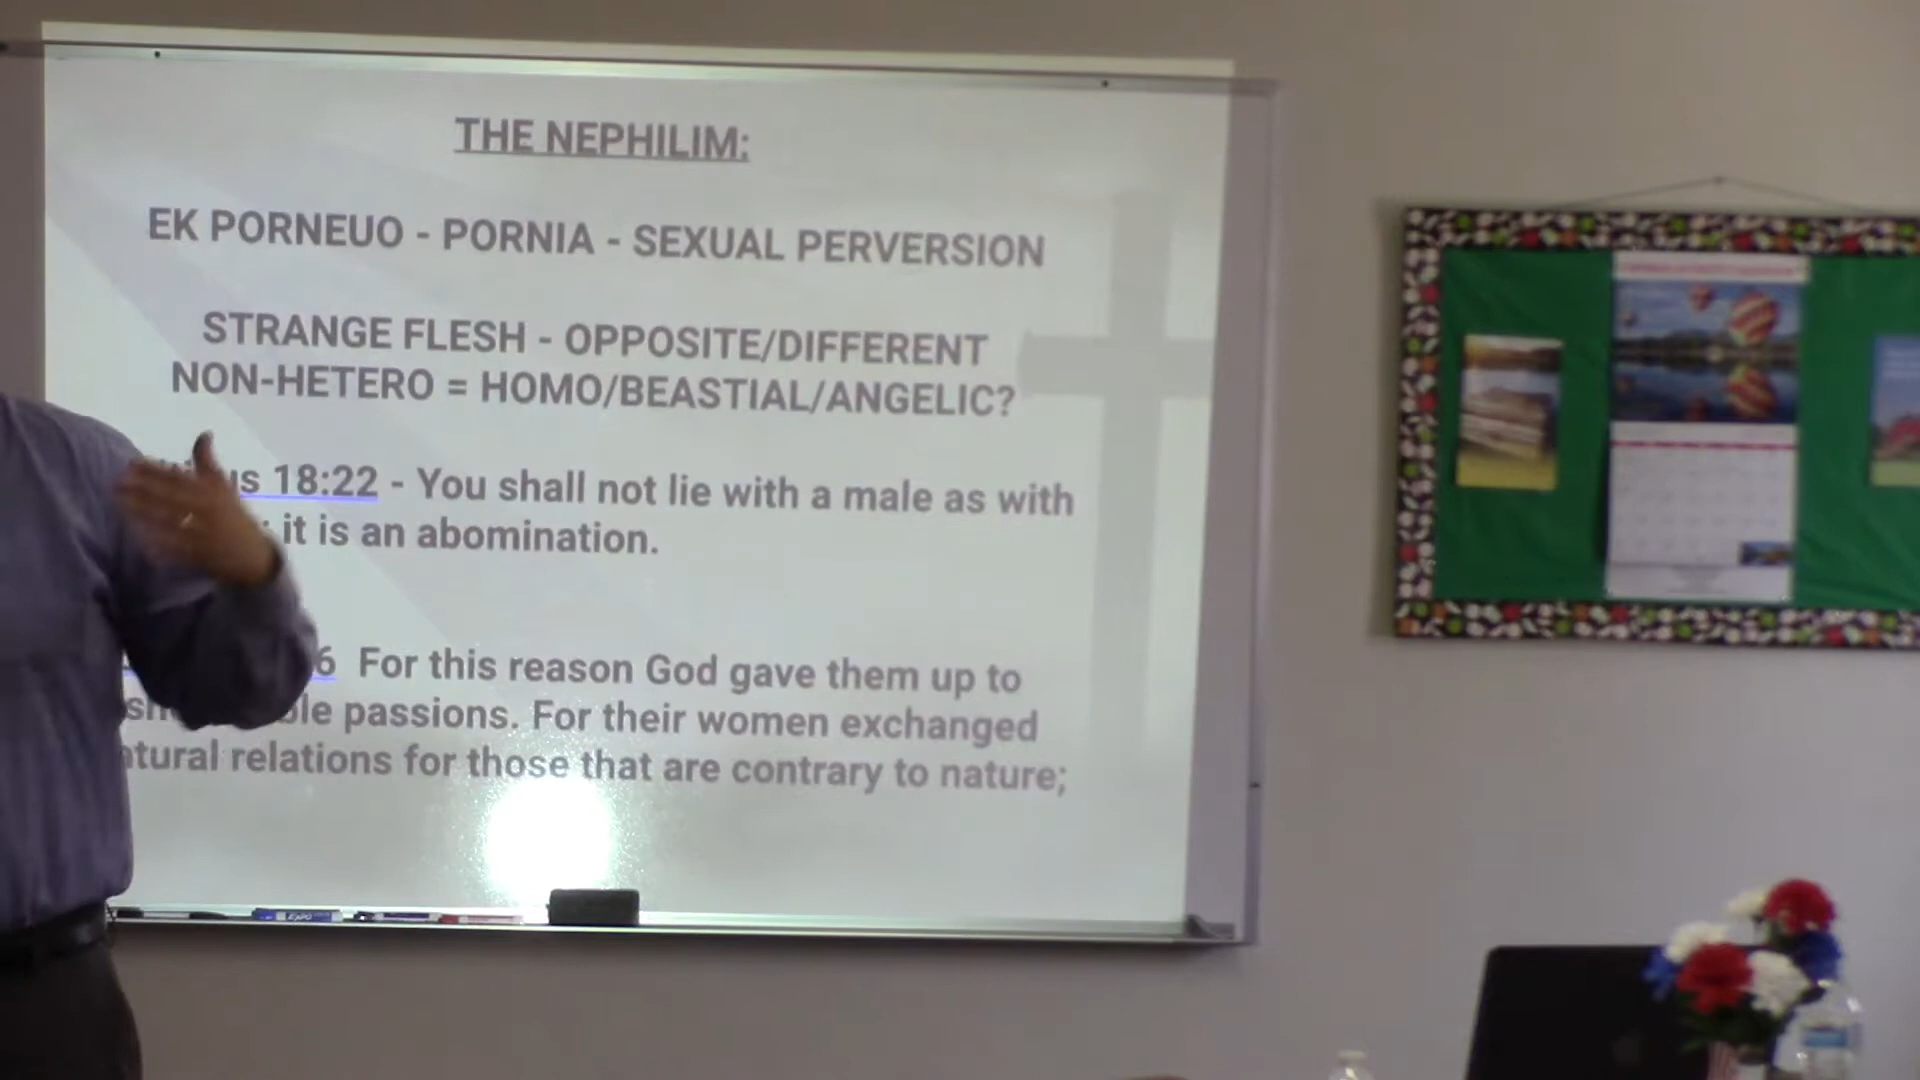 THE NEPHILIM:
EK PORNEUO - PORNIA - SEXUAL PERVERSION
STRANGE FLESH - OPPOSITE/DIFFERENT
NON-HETERO = HOMO/BEASTIAL/ANGELIC?
18:22 - You shall not lie with a male as with
it is an abomination.
6 For this reason God gave them up to
passions. For their women exchanged
relations for those that are contrary to nature;
EXPO